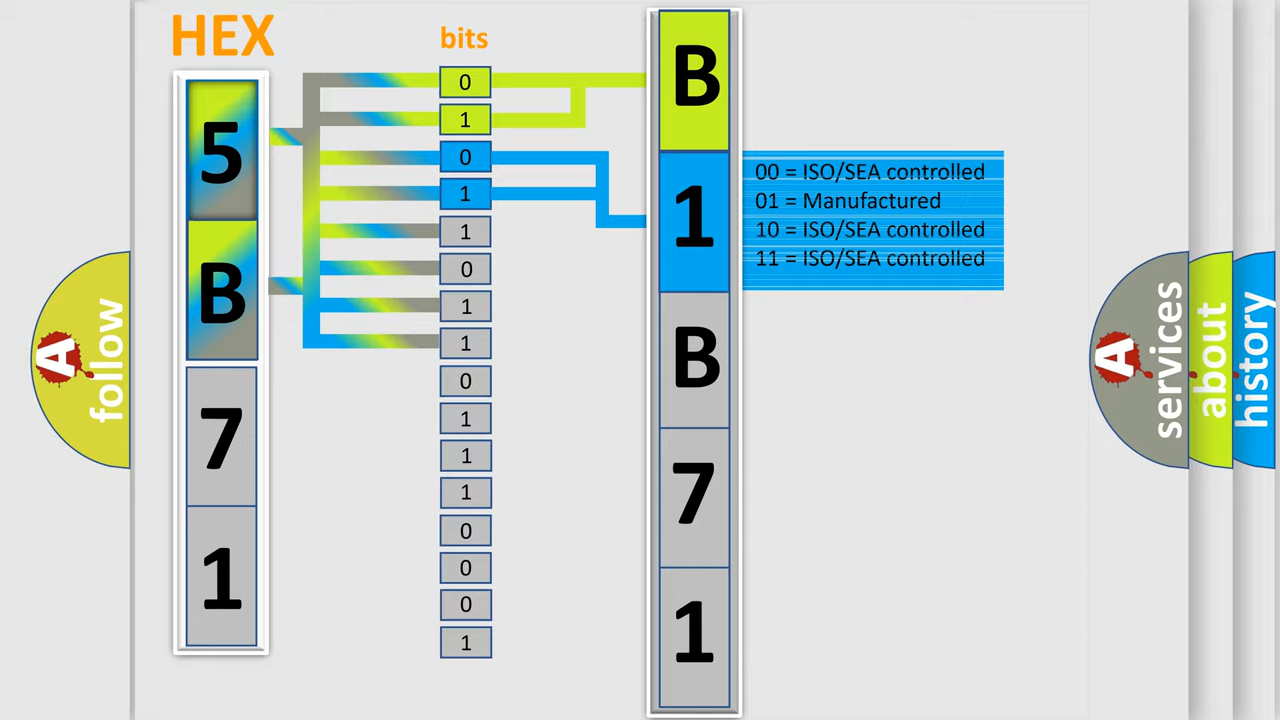 HEX
bits
5
B
7
1
0
1
0
1
1
0
1
1
0
1
1
1
0
0
0
1
B
1
B
7
1
00 = ISO/SEA controlled
01 = Manufactured
10 = ISO/SEA controlled
11 = ISO/SEA controlled
A
follow
A
services
about
history